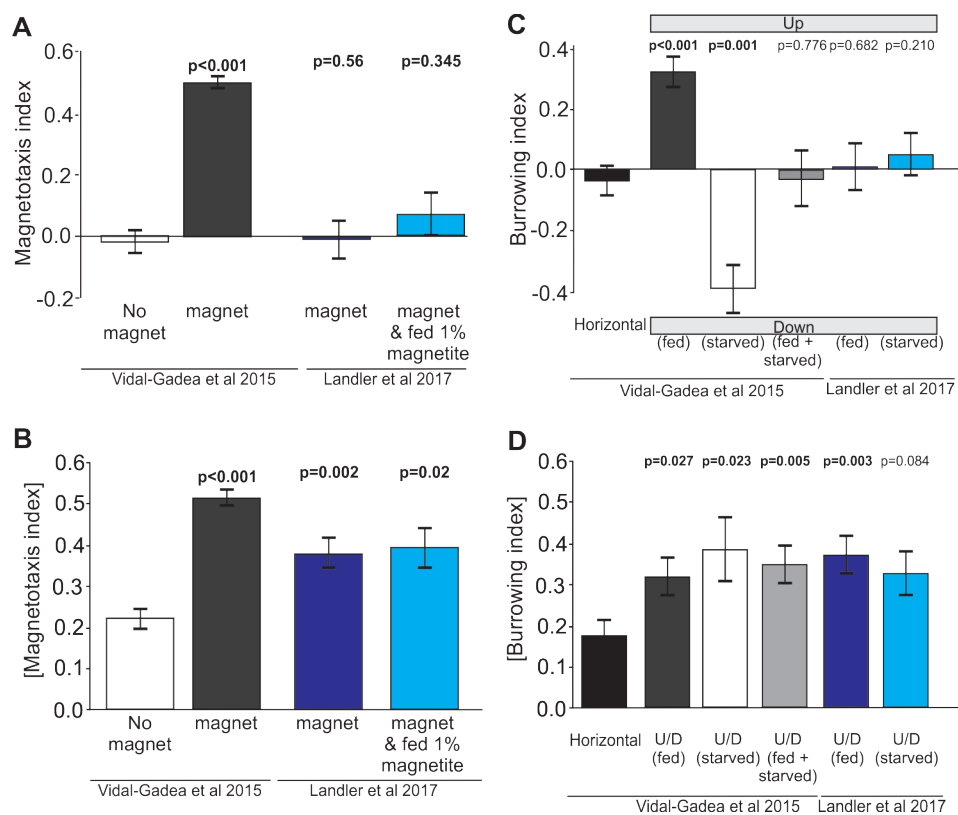 A
0.6
p<0.001
p=0.56
p=0.345
0.4
0.2
0.0
-0.2
Magnetotaxis index
No
magnet
magnet
magnet
magnet
& fed 1%
magnetite
Vidal-Gadea et al 2015
Landler et al 2017
B
0.6
p<0.001
p=0.002
p=0.02
0.5
0.4
0.3
0.2
0.1
0.0
[Magnetotaxis index]
No
magnet
magnet
magnet
magnet
& fed 1%
magnetite
Vidal-Gadea et al 2015
Landler et al 2017
C
Up
0.4
p<0.001
p=0.001
p=0.776
p=0.682
p=0.210
0.2
0.0
-0.2
-0.4
Burrowing index
Horizontal
Down
(fed)
(starved)
(fed +
starved)
(fed)
(starved)
Vidal-Gadea et al 2015
Landler et al 2017
D
0.6
p=0.027
p=0.023
p=0.005
p=0.003
p=0.084
0.5
0.4
0.3
0.2
0.1
0.0
[Burrowing index]
Horizontal
U/D
(fed)
U/D
(starved)
U/D
(fed +
starved)
U/D
(fed)
U/D
(starved)
Vidal-Gadea et al 2015
Landler et al 2017